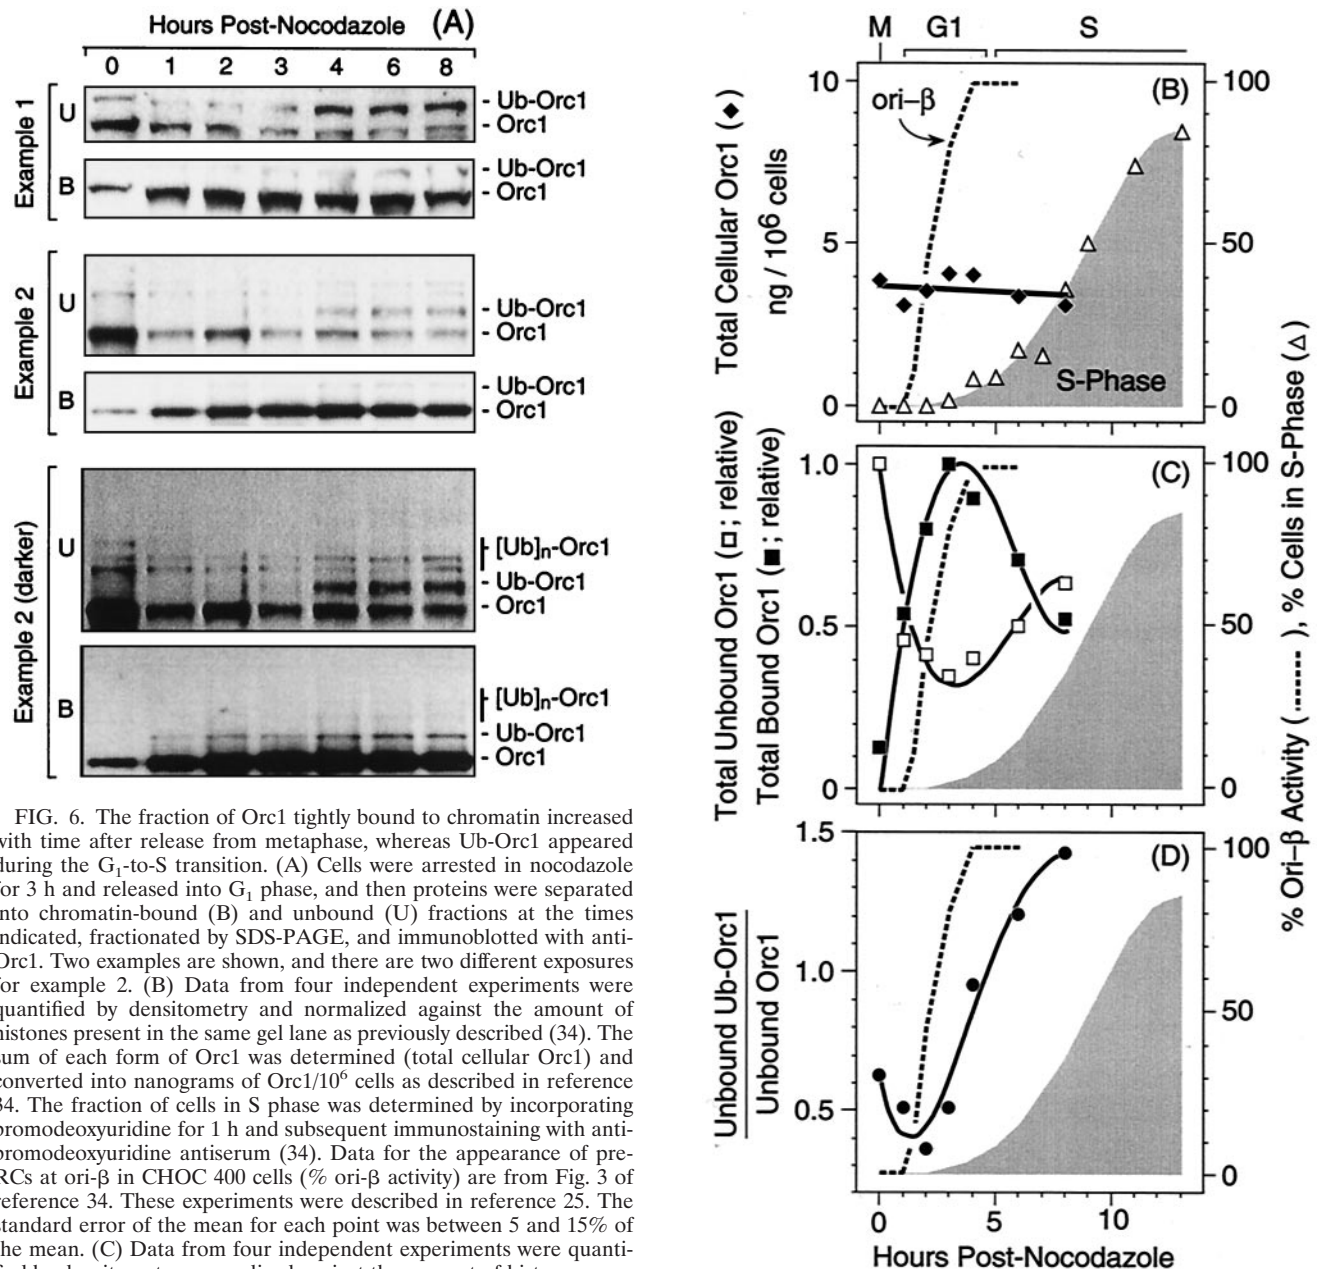 Hours Post-Nocodazole (A)
0 1 2 3 4 6 8
Example 1
U
- Ub-Orc1
- Orc1
B
- Ub-Orc1
- Orc1
Example 2
U
- Ub-Orc1
- Orc1
B
- Ub-Orc1
- Orc1
Example 2 (darker)
U
[Ub]n-Orc1
- Ub-Orc1
- Orc1
B
[Ub]n-Orc1
- Ub-Orc1
- Orc1
FIG. 6. The fraction of Orc1 tightly bound to chromatin increased
with time after release from metaphase, whereas Ub-Orc1 appeared
during the G1-to-S transition. (A) Cells were arrested in nocodazole
for 3 h and released into G1 phase, and then proteins were separated
into chromatin-bound (B) and unbound (U) fractions at the times
indicated, fractionated by SDS-PAGE, and immunoblotted with anti-
Orc1. Two examples are shown, and there are two different exposures
for example 2. (B) Data from four independent experiments were
quantified by densitometry and normalized against the amount of
histones present in the same gel lane as previously described (34). The
sum of each form of Orc1 was determined (total cellular Orc1) and
converted into nanograms of Orc1/10⁶ cells as described in reference
34. The fraction of cells in S phase was determined by incorporating
bromodeoxyuridine for 1 h and subsequent immunostaining with anti-
bromodeoxyuridine antiserum (34). Data for the appearance of pre-
RCs at ori-β in CHOC 400 cells (% ori-β activity) are from Fig. 3 of
reference 34. These experiments were described in reference 25. The
standard error of the mean for each point was between 5 and 15% of
the mean. (C) Data from four independent experiments were quanti-
M G1 S
Total Cellular Orc1 (◆)
ng / 10⁶ cells
10
5
0
ori–β
(B)
S-Phase
100
50
0
Total Unbound Orc1 (□; relative)
Total Bound Orc1 (■; relative)
1.0
0.5
0
(C)
100
50
0
Unbound Ub-Orc1
Unbound Orc1
1.5
1.0
0.5
(D)
100
50
0
% Ori–β Activity (-----), % Cells in S-Phase (△)
0 5 10
Hours Post-Nocodazole